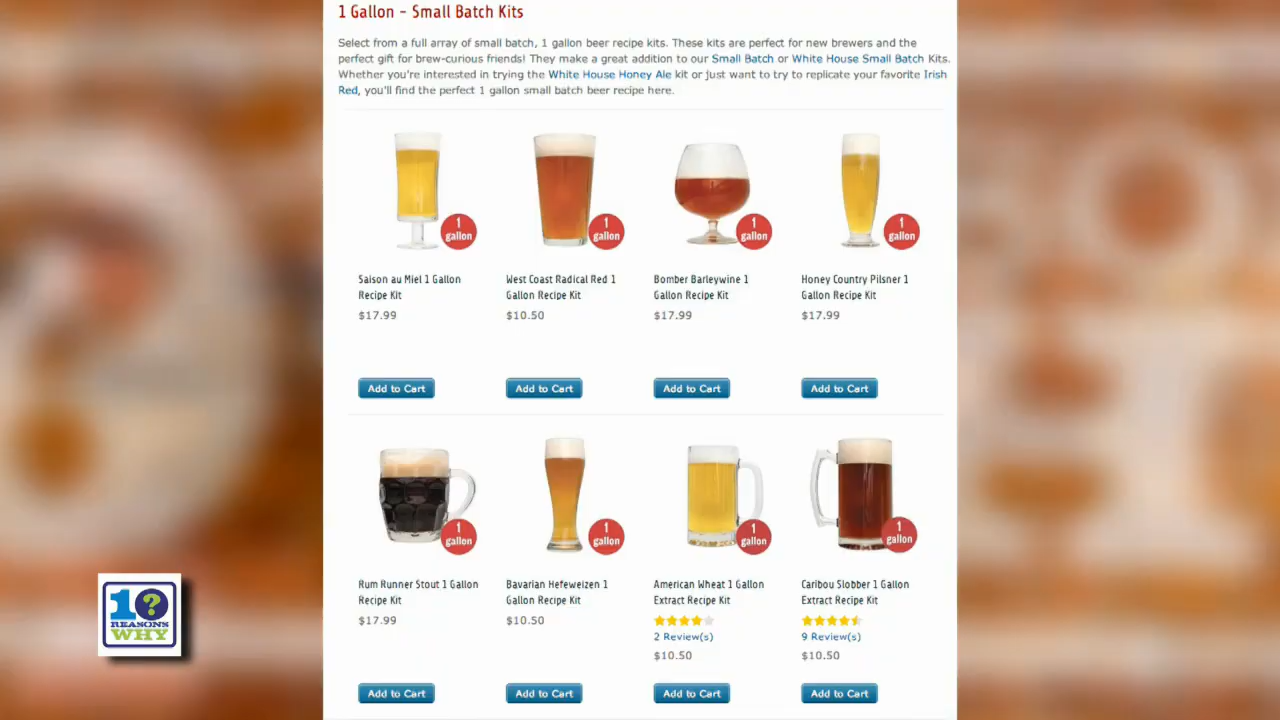 1 Gallon - Small Batch Kits
Select from a full array of small batch, 1 gallon beer recipe kits. These kits are perfect for new brewers and the
perfect gift for brew-curious friends! They make a great addition to our Small Batch or White House Small Batch Kits.
Whether you're interested in trying the White House Honey Ale kit or just want to try to replicate your favorite Irish
Red, you'll find the perfect 1 gallon small batch beer recipe here.
1 gallon
1 gallon
1 gallon
1 gallon
Saison au Miel 1 Gallon
Recipe Kit
$17.99
Add to Cart
West Coast Radical Red 1
Gallon Recipe Kit
$10.50
Add to Cart
Bomber Barleywine 1
Gallon Recipe Kit
$17.99
Add to Cart
Honey Country Pilsner 1
Gallon Recipe Kit
$17.99
Add to Cart
1 gallon
1 gallon
1 gallon
1 gallon
Rum Runner Stout 1 Gallon
Recipe Kit
$17.99
Add to Cart
Bavarian Hefeweizen 1
Gallon Recipe Kit
$10.50
Add to Cart
American Wheat 1 Gallon
Extract Recipe Kit
2 Review(s)
$10.50
Add to Cart
Caribou Slobber 1 Gallon
Extract Recipe Kit
9 Review(s)
$10.50
Add to Cart
10?
REASONS
WHY